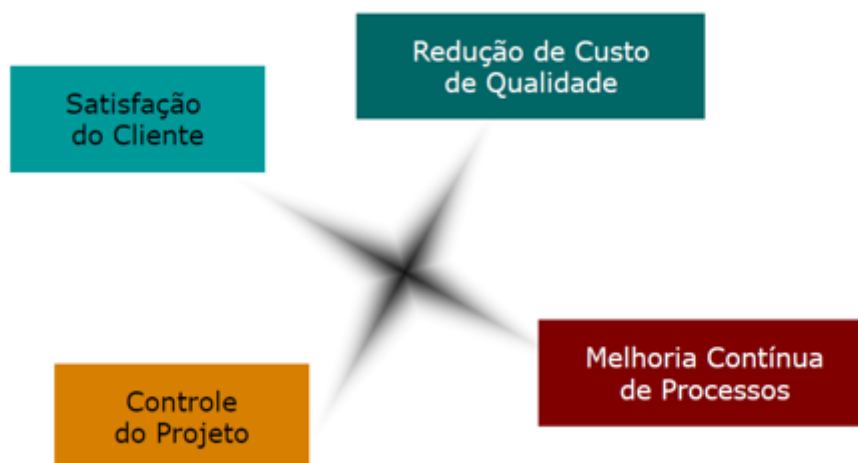 Redução de Custo
de Qualidade
Satisfação
do Cliente
Melhoria Contínua
de Processos
Controle
do Projeto